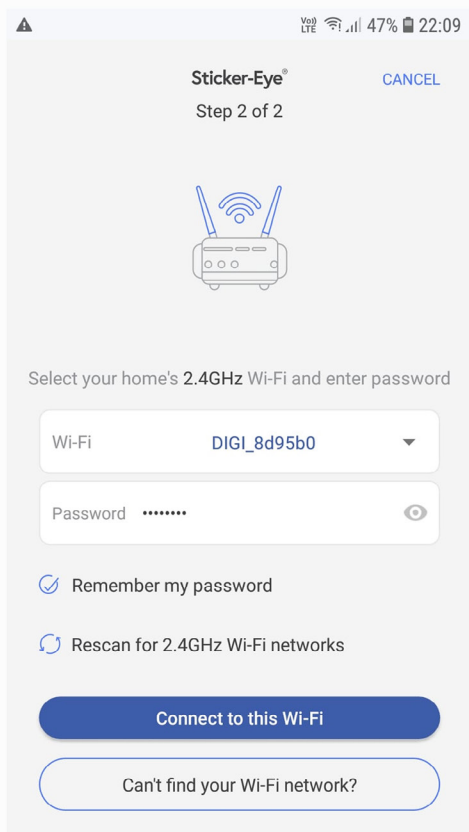 Vo)) LTE 47% 22:09
Sticker-Eye®
CANCEL
Step 2 of 2
Select your home's 2.4GHz Wi-Fi and enter password
Wi-Fi DIGI_8d95b0
Password ••••••••
Remember my password
Rescan for 2.4GHz Wi-Fi networks
Connect to this Wi-Fi
Can't find your Wi-Fi network?